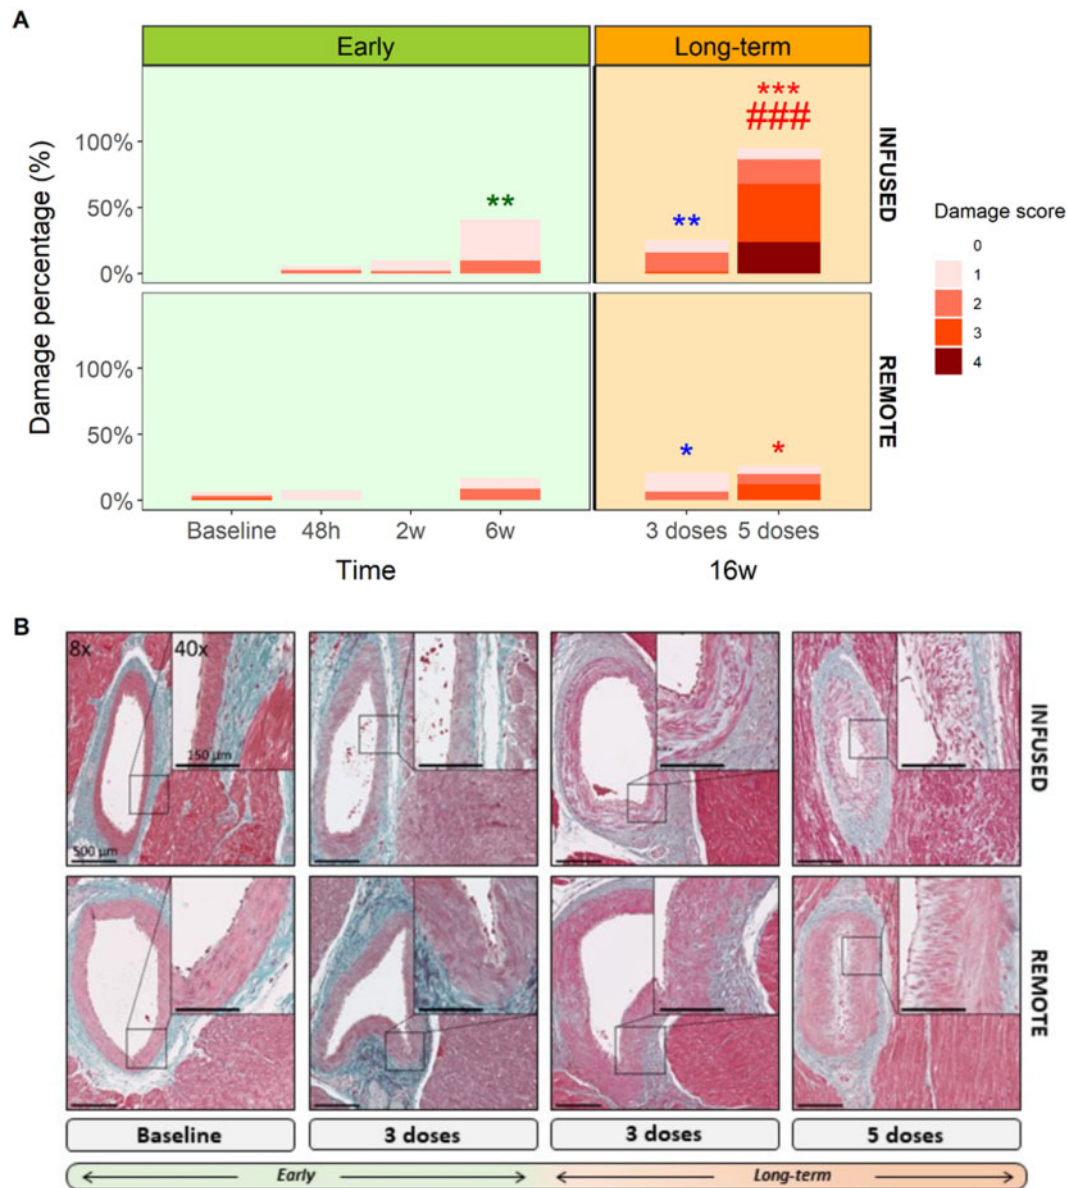 A
Early
Long-term
Damage percentage (%)
100%
50%
0%
**
**
***
###
INFUSED
100%
50%
0%
*
*
REMOTE
Baseline
48h
2w
6w
3 doses
5 doses
Time
16w
Damage score
0
1
2
3
4
B
8x
40x
150 µm
500 µm
INFUSED
REMOTE
Baseline
3 doses
3 doses
5 doses
Early
Long-term